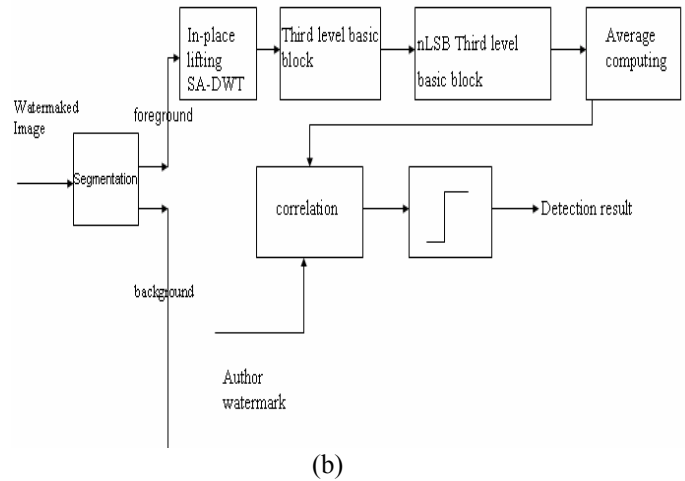 Watermaked
Image
Segmentation
foreground
background
In-place
lifting
SA-DWT
Third level basic
block
nLSB Third level
basic block
Average
computing
correlation
Detection result
Author
watermark
(b)